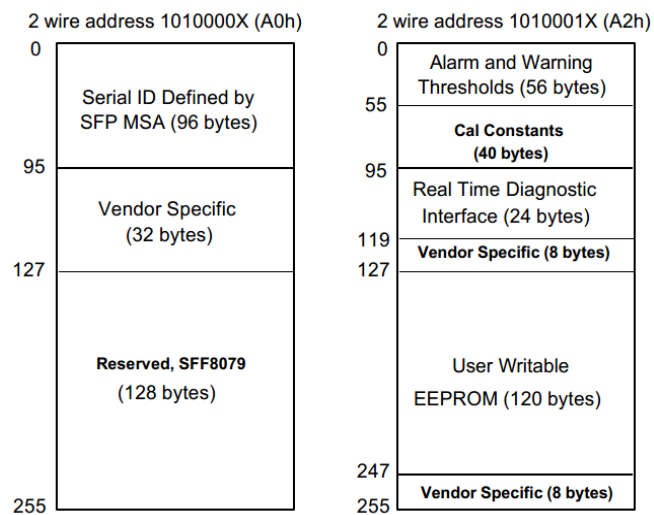 2 wire address 1010000X (A0h)
0
Serial ID Defined by
SFP MSA (96 bytes)
95
Vendor Specific
(32 bytes)
127
Reserved, SFF8079
(128 bytes)
255
2 wire address 1010001X (A2h)
0
Alarm and Warning
Thresholds (56 bytes)
55
Cal Constants
(40 bytes)
95
Real Time Diagnostic
Interface (24 bytes)
119
Vendor Specific (8 bytes)
127
User Writable
EEPROM (120 bytes)
247
Vendor Specific (8 bytes)
255